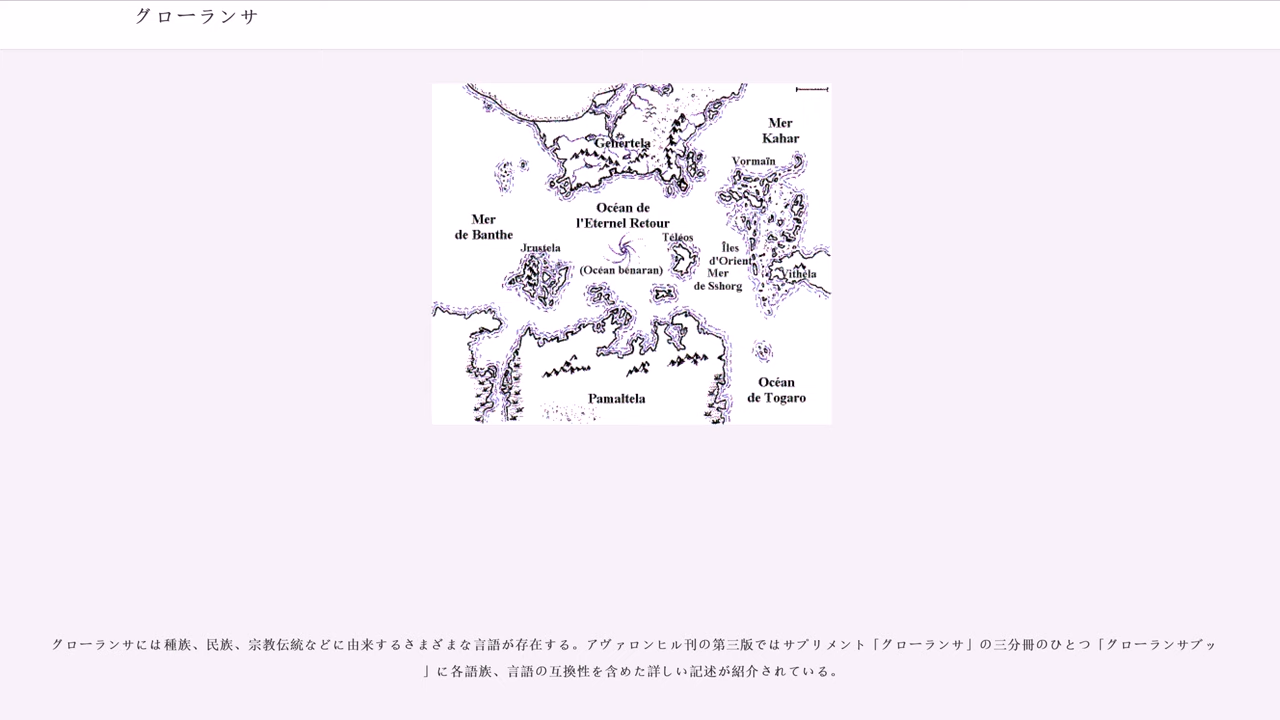 グローランサ
Genertela
Mer
Kahar
Vormaïn
Océan de
l'Eternel Retour
Mer
de Banthe
Jrustela
Téléos
(Océan bénaran)
Îles
d'Orient
Mer
de Sshorg
Vithela
Océan
de Togaro
Pamaltela
グローランサには種族、民族、宗教伝統などに由来するさまざまな言語が存在する。アヴァロンヒル刊の第三版ではサプリメント「グローランサ」の三分冊のひとつ「グローランサブッ
」に各語族、言語の互換性を含めた詳しい記述が紹介されている。